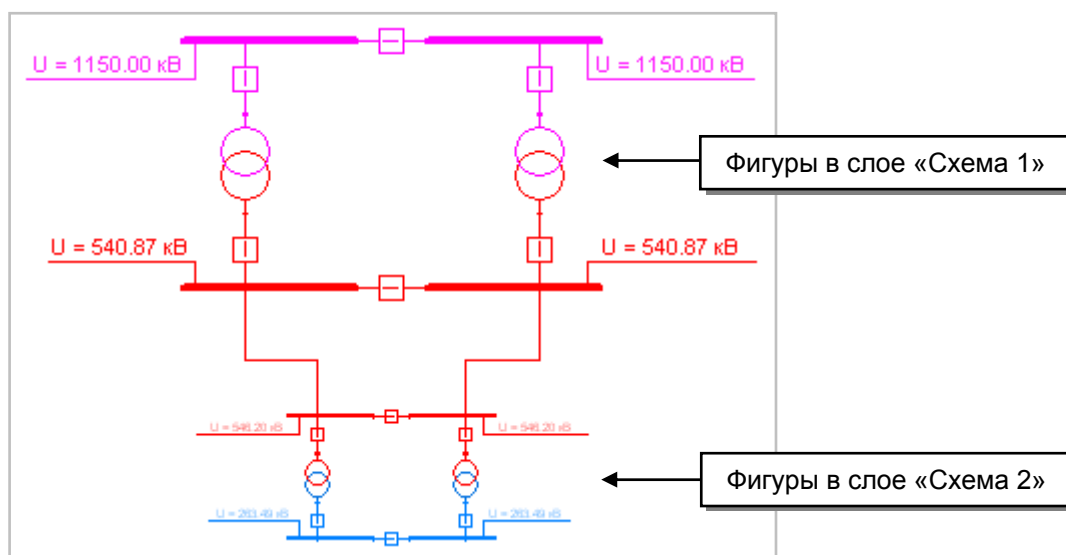 U = 1150.00 кВ
U = 1150.00 кВ
Фигуры в слое «Схема 1»
U = 540.87 кВ
U = 540.87 кВ
U = 546.20 кВ
U = 546.20 кВ
Фигуры в слое «Схема 2»
U = 263.49 кВ
U = 263.49 кВ